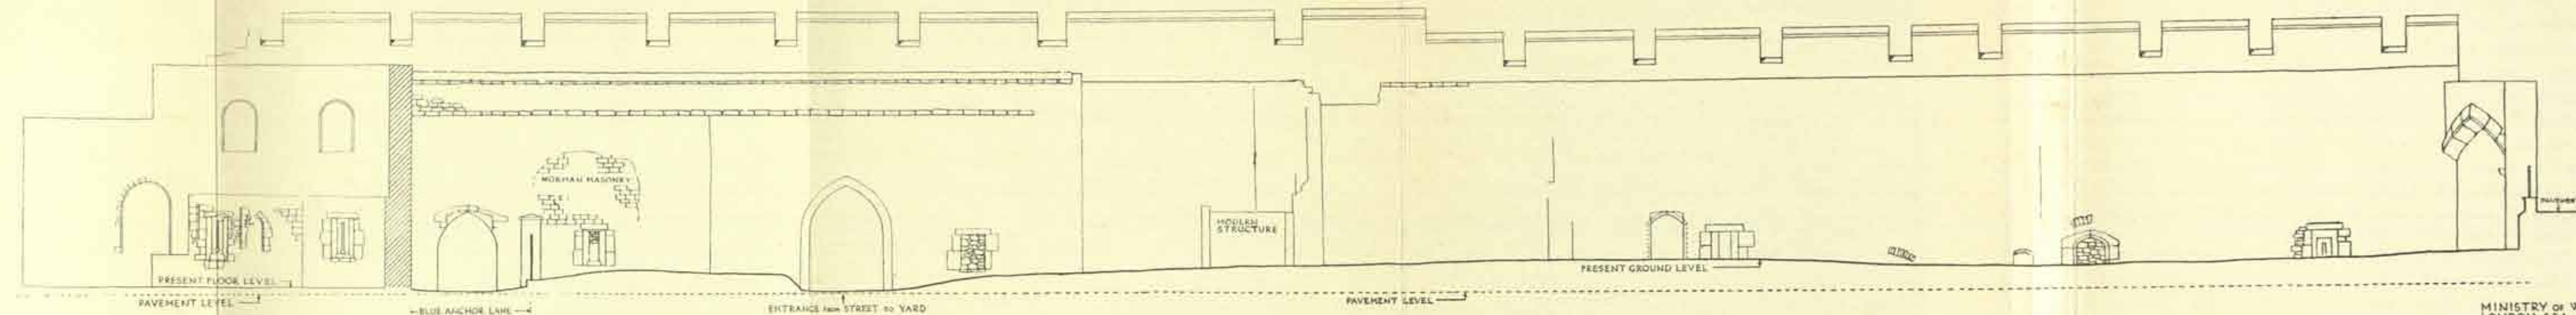 NORMAN MASONRY
MODERN
STRUCTURE
PRESENT FLOOR LEVEL
PRESENT GROUND LEVEL
PAVEMENT LEVEL
PAVEMENT LEVEL
BLUE ANCHOR LANE
ENTRANCE from STREET to YARD
MINISTRY OF